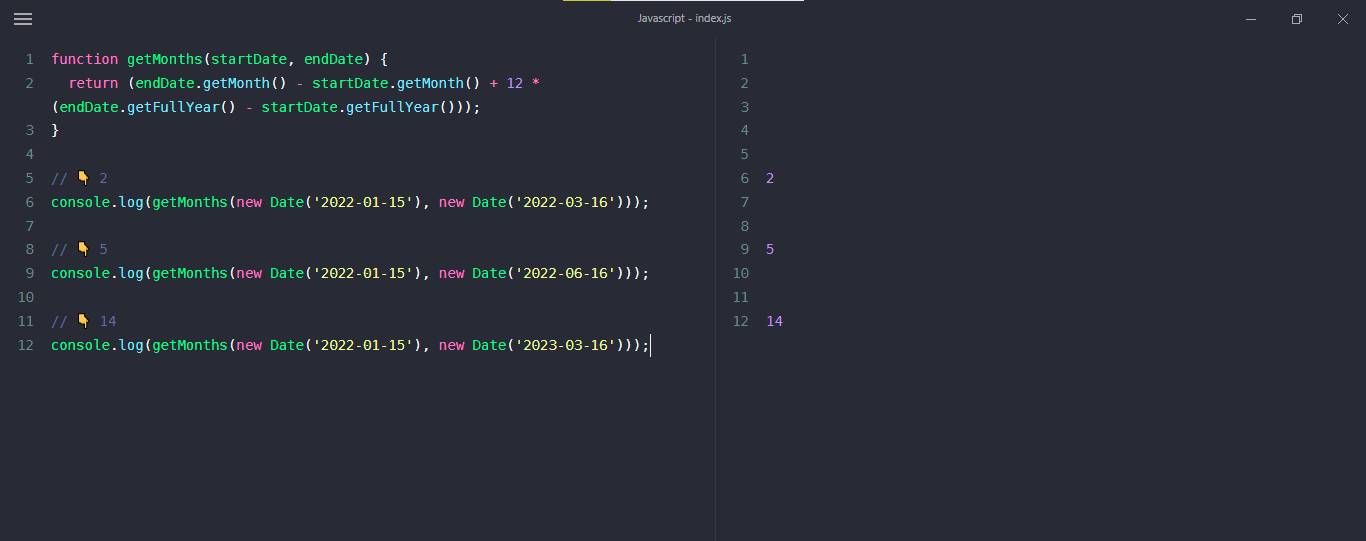 Javascript - index.js
1 function getMonths(startDate, endDate) {
2   return (endDate.getMonth() - startDate.getMonth() + 12 *
(endDate.getFullYear() - startDate.getFullYear()));
3 }
4
5 // 👇 2
6 console.log(getMonths(new Date('2022-01-15'), new Date('2022-03-16')));
7
8 // 👇 5
9 console.log(getMonths(new Date('2022-01-15'), new Date('2022-06-16')));
10
11 // 👇 14
12 console.log(getMonths(new Date('2022-01-15'), new Date('2023-03-16')));
1
2
3
4
5
6 2
7
8
9 5
10
11
12 14